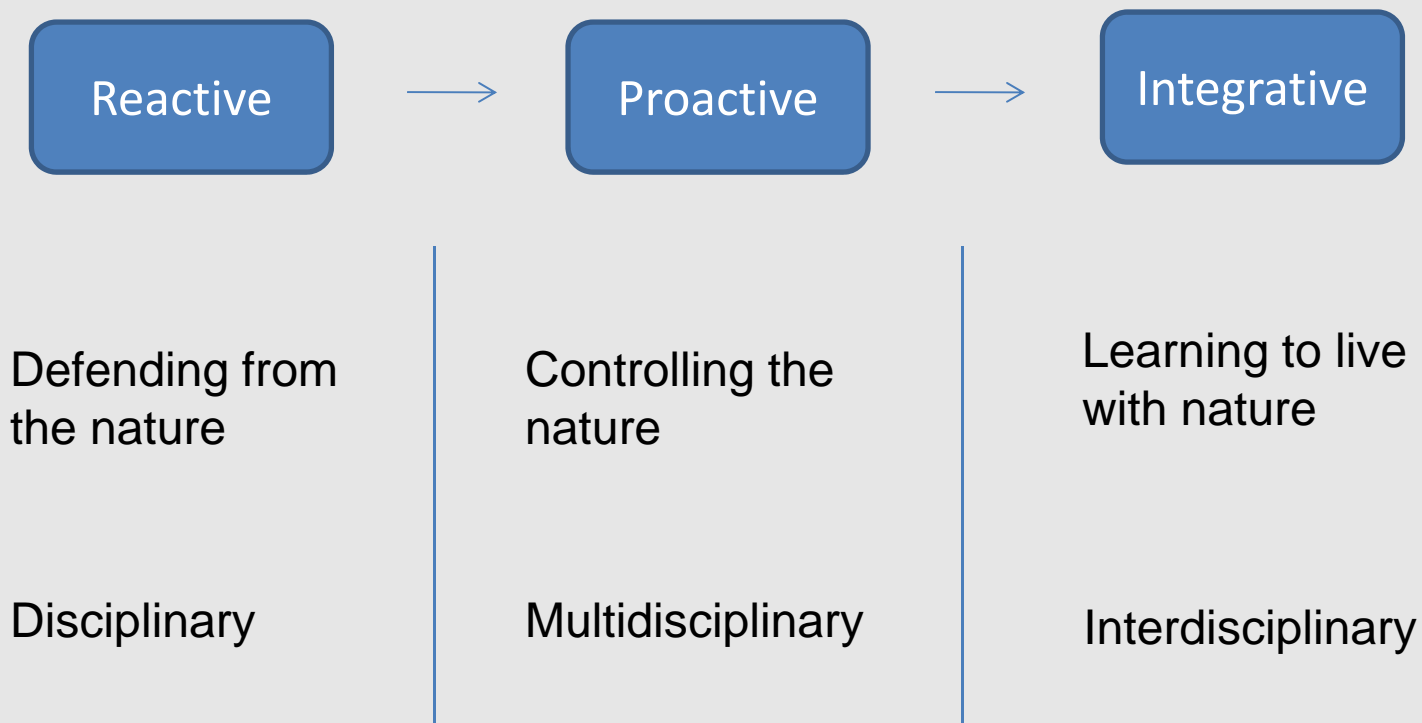 Reactive
Proactive
Integrative
Defending from
the nature
Controlling the
nature
Learning to live
with nature
Disciplinary
Multidisciplinary
Interdisciplinary